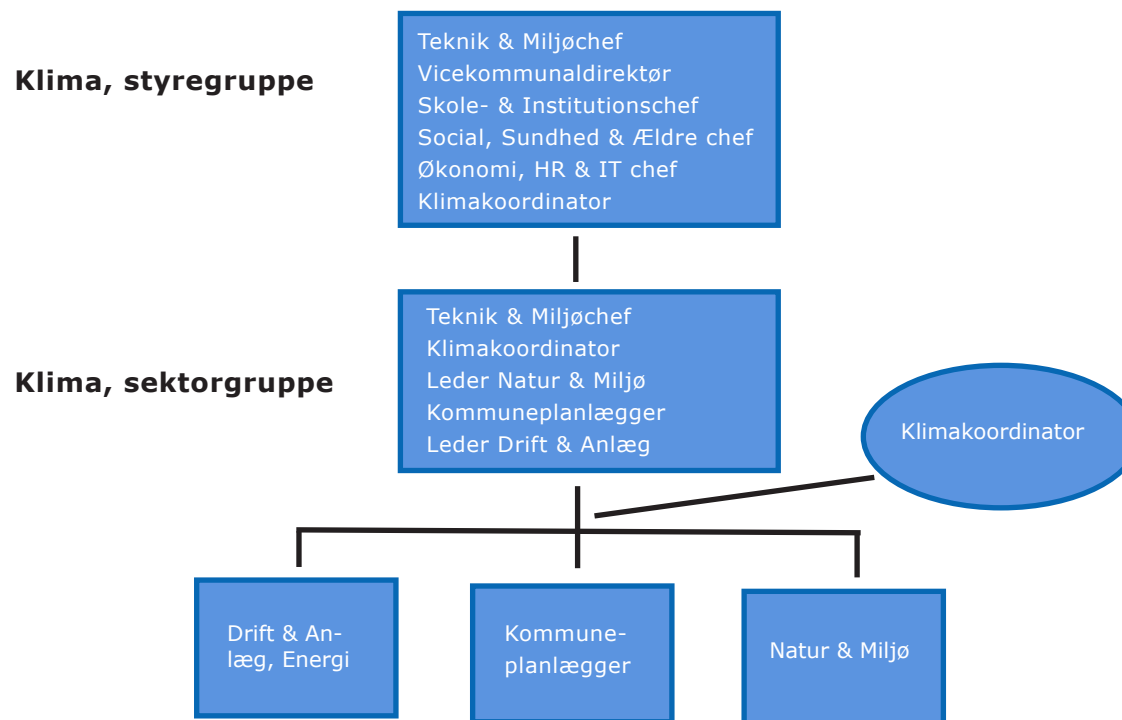 Klima, styregruppe
Teknik & Miljøchef
Vicekommunaldirektør
Skole- & Institutionschef
Social, Sundhed & Ældre chef
Økonomi, HR & IT chef
Klimakoordinator
Klima, sektorgruppe
Teknik & Miljøchef
Klimakoordinator
Leder Natur & Miljø
Kommuneplanlægger
Leder Drift & Anlæg
Klimakoordinator
Drift & An-
læg, Energi
Kommune-
planlægger
Natur & Miljø